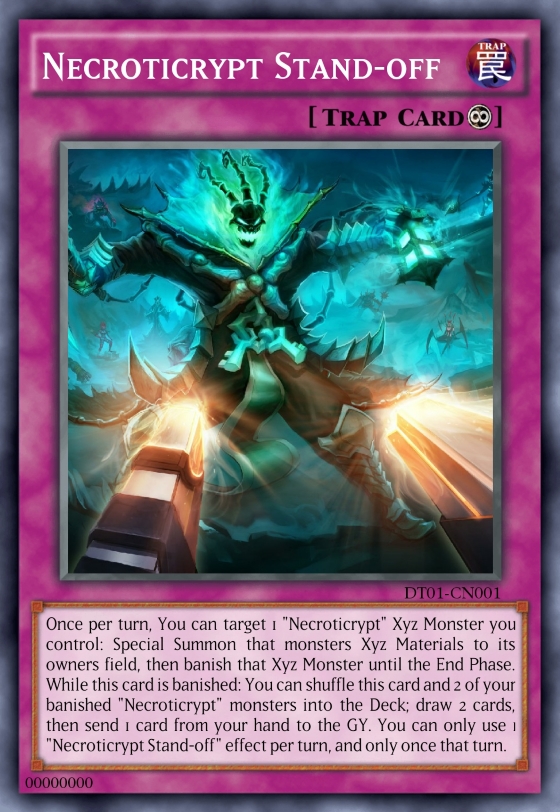 Necroticrypt Stand-off
TRAP
罠
[Trap Card]
DT01-CN001
Once per turn, You can target 1 "Necroticrypt" Xyz Monster you
control: Special Summon that monsters Xyz Materials to its
owners field, then banish that Xyz Monster until the End Phase.
While this card is banished: You can shuffle this card and 2 of your
banished "Necroticrypt" monsters into the Deck; draw 2 cards,
then send 1 card from your hand to the GY. You can only use 1
"Necroticrypt Stand-off" effect per turn, and only once that turn.
00000000